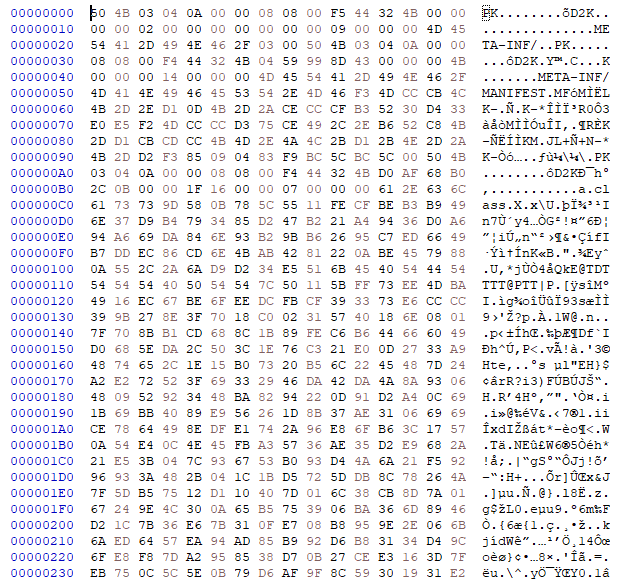 00000000 50 4B 03 04 0A 00 00 08 08 00 F5 44 32 4B 00 00 PK........õD2K..
00000010 00 00 02 00 00 00 00 00 00 00 09 00 00 00 4D 45 ..............ME
00000020 54 41 2D 49 4E 46 2F 03 00 50 4B 03 04 0A 00 00 TA-INF/..PK.....
00000030 08 08 00 F4 44 32 4B 04 59 99 8D 43 00 00 00 4B ...ôD2K.Y™.C...K
00000040 00 00 00 14 00 00 00 4D 45 54 41 2D 49 4E 46 2F .......META-INF/
00000050 4D 41 4E 49 46 45 53 54 2E 4D 46 F3 4D CC CB 4C MANIFEST.MFóMÌËL
00000060 4B 2D 2E D1 0D 4B 2D 2A CE CC CF B3 52 30 D4 33 K-.Ñ.K-*ÎÌÏ³R0Ô3
00000070 E0 E5 F2 4D CC CC D3 75 CE 49 2C 2E B6 52 C8 4B àåòMÌÌÓuÎI,.¶RÈK
00000080 2D D1 CB CD CC 4B 4D 2E 4A 4C 2B D1 2B 4E 2D 2A -ÑËÍÌKM.JL+Ñ+N-*
00000090 4B 2D D2 F3 85 09 04 83 F9 BC 5C BC 5C 00 50 4B K-Òó…..ƒù¼\¼\.PK
000000A0 03 04 0A 00 00 08 08 00 F4 44 32 4B D0 AF 68 B0 ........ôD2KÐ¯h°
000000B0 2C 0B 00 00 1F 16 00 00 07 00 00 00 61 2E 63 6C ,...........a.cl
000000C0 61 73 73 9D 58 0B 78 5C 55 11 FE CF BE B3 B9 49 ass.X.x\U.þÏ¾³¹I
000000D0 6E 37 D9 B4 79 34 85 D2 47 B2 21 A4 94 36 D0 A6 n7Ù´y4…ÒG²!¤”6Ð¦
000000E0 94 A6 69 DA 84 6E 93 B2 9B B6 26 95 C7 ED 66 49 ”¦iÚ„n“²›¶&•ÇífI
000000F0 B7 DD EC 86 CD 6E 4B AB 42 81 22 0A BE 45 79 88 ·Ýì†ÍnK«B.".¾Eyˆ
00000100 0A 55 2C 2A 6A D9 D2 34 E5 51 6B 45 40 54 44 54 .U,*jÙÒ4åQkE@TDT
00000110 54 54 54 40 50 54 54 7C 50 11 5B FF 73 EE 4D BA TTT@PTT|P.[ÿsîMº
00000120 49 16 EC 67 BE 6F EE DC FB CF 39 33 73 E6 CC CC I.ìg¾oîÜûÏ93sæÌÌ
00000130 39 9B 27 8E 3F 70 18 C0 02 31 57 40 18 6E 08 01 9›'Ž?p.À.1W@.n..
00000140 7F 70 8B B1 CD 68 8C 1B 89 FE C6 B6 44 66 60 49 .p‹±ÍhŒ.‰þÆ¶Df`I
00000150 D0 68 5E DA 2C 50 3C 1E 76 C3 21 E0 0D 27 33 A9 Ðh^Ú,P<.vÃ!à.'3©
00000160 48 74 65 2C 1E 15 B0 73 20 B5 6C 22 45 48 7D 24 Hte,..°s µl"EH}$
00000170 A2 E2 72 52 3F 69 33 29 46 DA 42 DA 4A 8A 93 06 ¢ârR?i3)FÚBÚJŠ“.
00000180 48 09 52 92 34 48 BA 82 94 22 0D 91 D2 A4 0C 69 H.R’4Hº‚”".‘Ò¤.i
00000190 1B 69 BB 40 89 E9 56 26 1D 8B 37 AE 31 06 69 69 .i»@‰éV&.‹7®1.ii
000001A0 CE 78 64 49 8E DF E1 74 2A 96 E8 6F B6 3C 17 57 ÎxdIŽßát*–èo¶<.W
000001B0 0A 54 E4 0C 4E 45 FB A3 57 36 AE 35 D2 E9 68 2A .Tä.NEû£W6®5Òéh*
000001C0 21 E5 3B 04 7C 93 67 53 B0 93 D4 4A 6A 21 F5 92 !å;.|“gS°“ÔJj!õ’
000001D0 96 93 3A 48 2B 04 1C 1B D5 72 5D DB 8C 78 26 4A –“:H+...Õr]ÛŒx&J
000001E0 7F 5D B5 75 12 D1 10 40 7D 01 6C 38 CB 8D 7A 01 .]µu.Ñ.@}.l8Ë.z.
000001F0 67 24 9E 4C 30 0A 65 B5 75 39 06 BA 36 6D 89 46 g$žL0.eµu9.º6m‰F
00000200 D2 1C 7B 36 E6 7B 31 0F E7 08 B8 95 9E 2E 06 6B Ò.{6æ{1.ç.¸•ž..k
00000210 6A ED 64 57 EA 94 AD 85 B9 92 D6 B8 31 34 D4 9C jídWê”.…¹’Ö¸14Ôœ
00000220 6F E8 F8 7D A2 95 85 38 D7 0B 27 CE E3 16 3D 7F oèø}¢•…8×.'Îã.=.
00000230 EB 75 0C 5C 5E 0B 79 D6 AF 9F 8C 59 30 19 31 E2 ëu.\^.yÖ¯ŸŒY0.1â